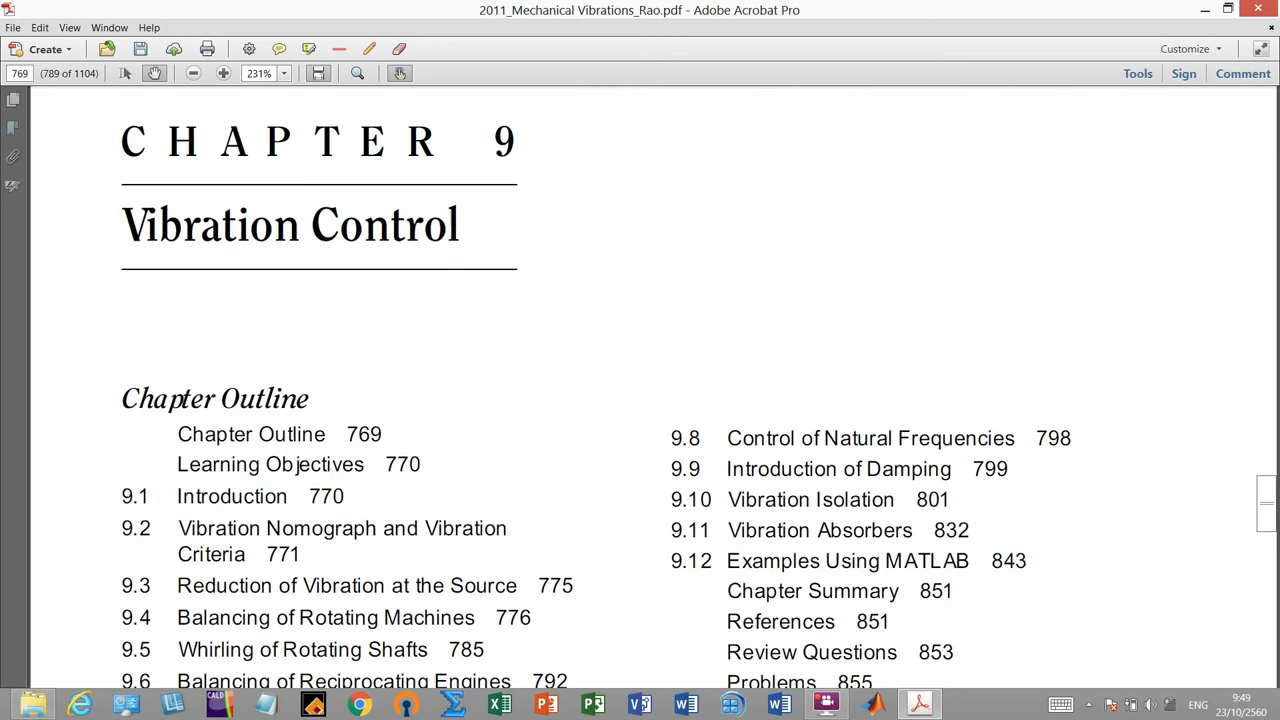 2011_Mechanical Vibrations_Rao.pdf - Adobe Acrobat Pro
File Edit View Window Help
Create
Customize
769 (789 of 1104)
231%
Tools Sign Comment
CHAPTER 9
Vibration Control
Chapter Outline
Chapter Outline 769
Learning Objectives 770
9.1 Introduction 770
9.2 Vibration Nomograph and Vibration
Criteria 771
9.3 Reduction of Vibration at the Source 775
9.4 Balancing of Rotating Machines 776
9.5 Whirling of Rotating Shafts 785
9.6 Balancing of Reciprocating Engines 792
9.8 Control of Natural Frequencies 798
9.9 Introduction of Damping 799
9.10 Vibration Isolation 801
9.11 Vibration Absorbers 832
9.12 Examples Using MATLAB 843
Chapter Summary 851
References 851
Review Questions 853
Problems 855
CALD
ENG
9:49
23/10/2560